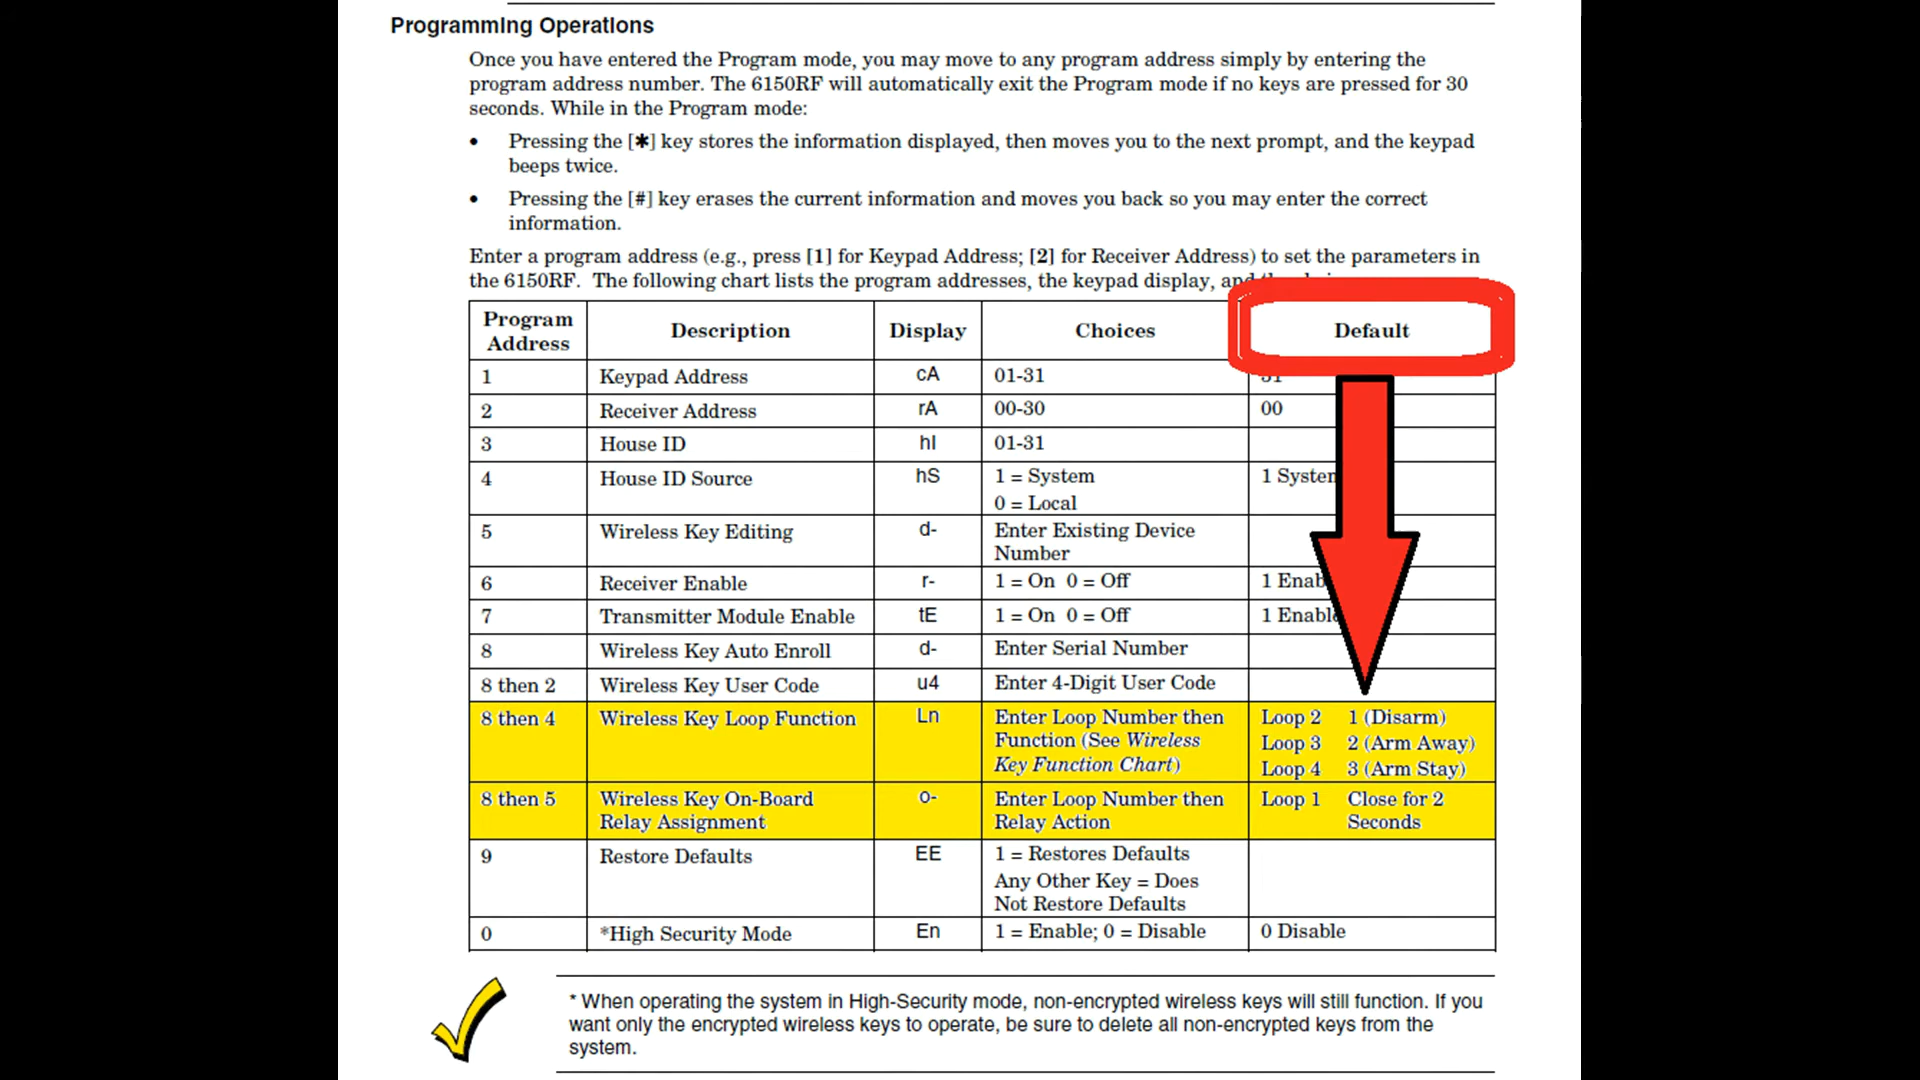 Programming Operations
Once you have entered the Program mode, you may move to any program address simply by entering the
program address number. The 6150RF will automatically exit the Program mode if no keys are pressed for 30
seconds. While in the Program mode:
• Pressing the [✱] key stores the information displayed, then moves you to the next prompt, and the keypad
beeps twice.
• Pressing the [#] key erases the current information and moves you back so you may enter the correct
information.
Enter a program address (e.g., press [1] for Keypad Address; [2] for Receiver Address) to set the parameters in
the 6150RF. The following chart lists the program addresses, the keypad display, and
Program Address Description Display Choices Default
1 Keypad Address cA 01-31 31
2 Receiver Address rA 00-30 00
3 House ID hI 01-31
4 House ID Source hS 1 = System 1 System
0 = Local
5 Wireless Key Editing d- Enter Existing Device
Number
6 Receiver Enable r- 1 = On 0 = Off 1 Enab
7 Transmitter Module Enable tE 1 = On 0 = Off 1 Enable
8 Wireless Key Auto Enroll d- Enter Serial Number
8 then 2 Wireless Key User Code u4 Enter 4-Digit User Code
8 then 4 Wireless Key Loop Function Ln Enter Loop Number then Loop 2 1 (Disarm)
Function (See Wireless Loop 3 2 (Arm Away)
Key Function Chart) Loop 4 3 (Arm Stay)
8 then 5 Wireless Key On-Board o- Enter Loop Number then Loop 1 Close for 2
Relay Assignment Relay Action Seconds
9 Restore Defaults EE 1 = Restores Defaults
Any Other Key = Does
Not Restore Defaults
0 *High Security Mode En 1 = Enable; 0 = Disable 0 Disable
* When operating the system in High-Security mode, non-encrypted wireless keys will still function. If you
want only the encrypted wireless keys to operate, be sure to delete all non-encrypted keys from the
system.